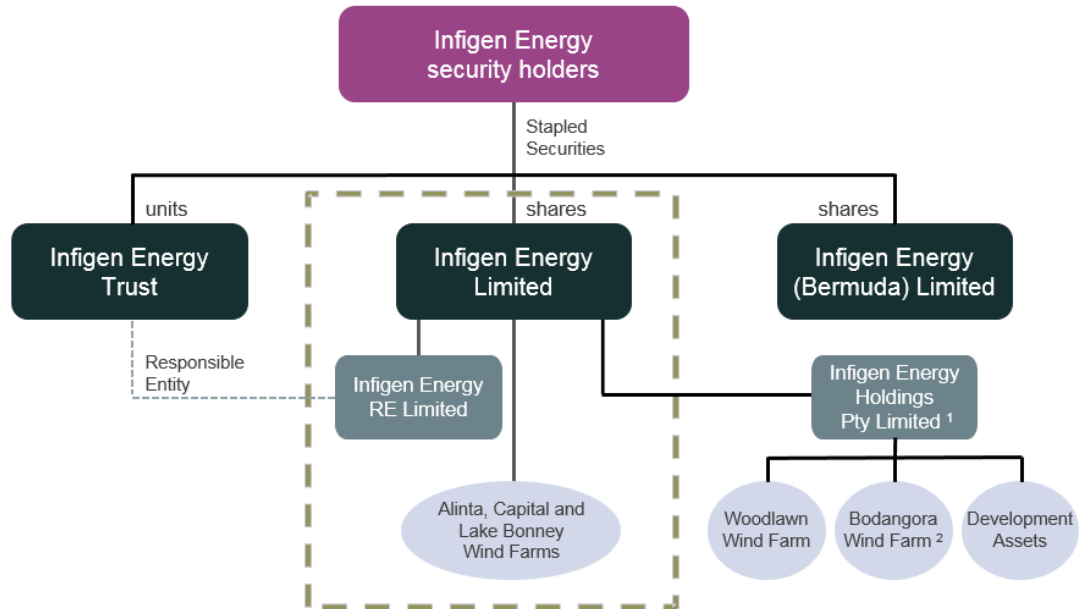 Infigen Energy
security holders
Stapled
Securities
units
shares
shares
Infigen Energy
Trust
Infigen Energy
Limited
Infigen Energy
(Bermuda) Limited
Responsible
Entity
Infigen Energy
RE Limited
Infigen Energy
Holdings
Pty Limited ¹
Alinta, Capital and
Lake Bonney
Wind Farms
Woodlawn
Wind Farm
Bodangora
Wind Farm ²
Development
Assets